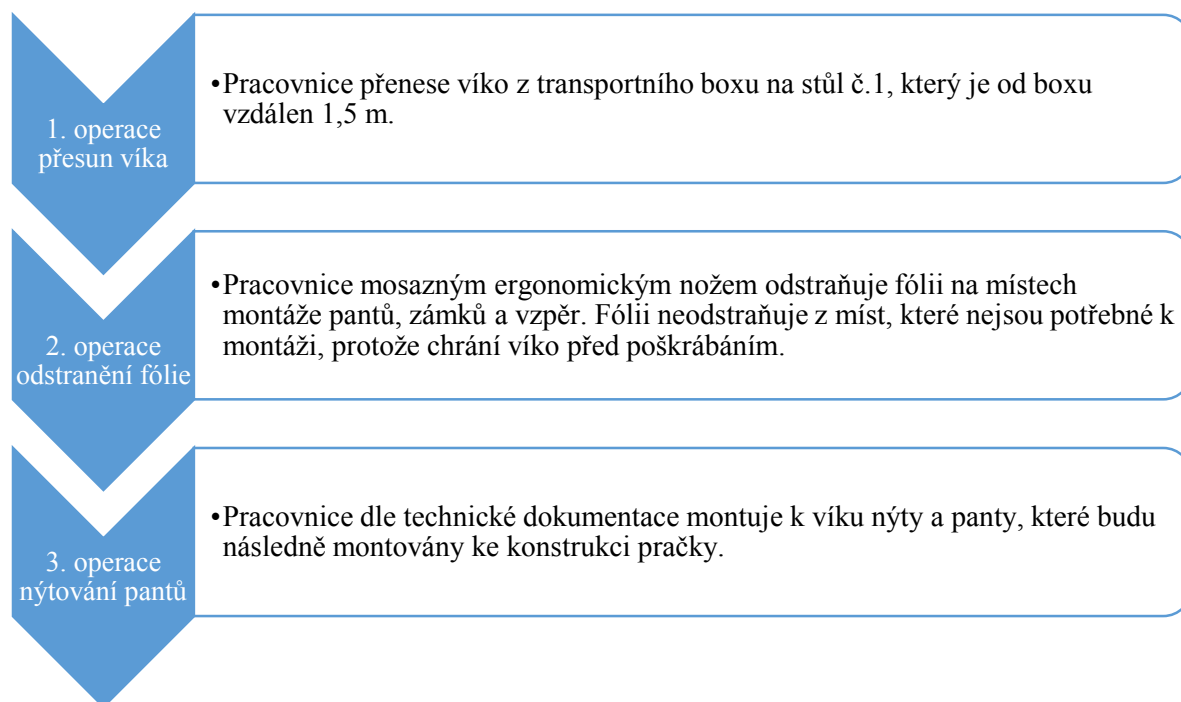 1. operace
přesun víka
•Pracovnice přenese víko z transportního boxu na stůl č.1, který je od boxu
vzdálen 1,5 m.
2. operace
odstranění fólie
•Pracovnice mosazným ergonomickým nožem odstraňuje fólii na místech
montáže pantů, zámků a vzpěr. Fólii neodstraňuje z míst, které nejsou potřebné k
montáži, protože chrání víko před poškrábáním.
3. operace
nýtování pantů
•Pracovnice dle technické dokumentace montuje k víku nýty a panty, které budu
následně montovány ke konstrukci pračky.